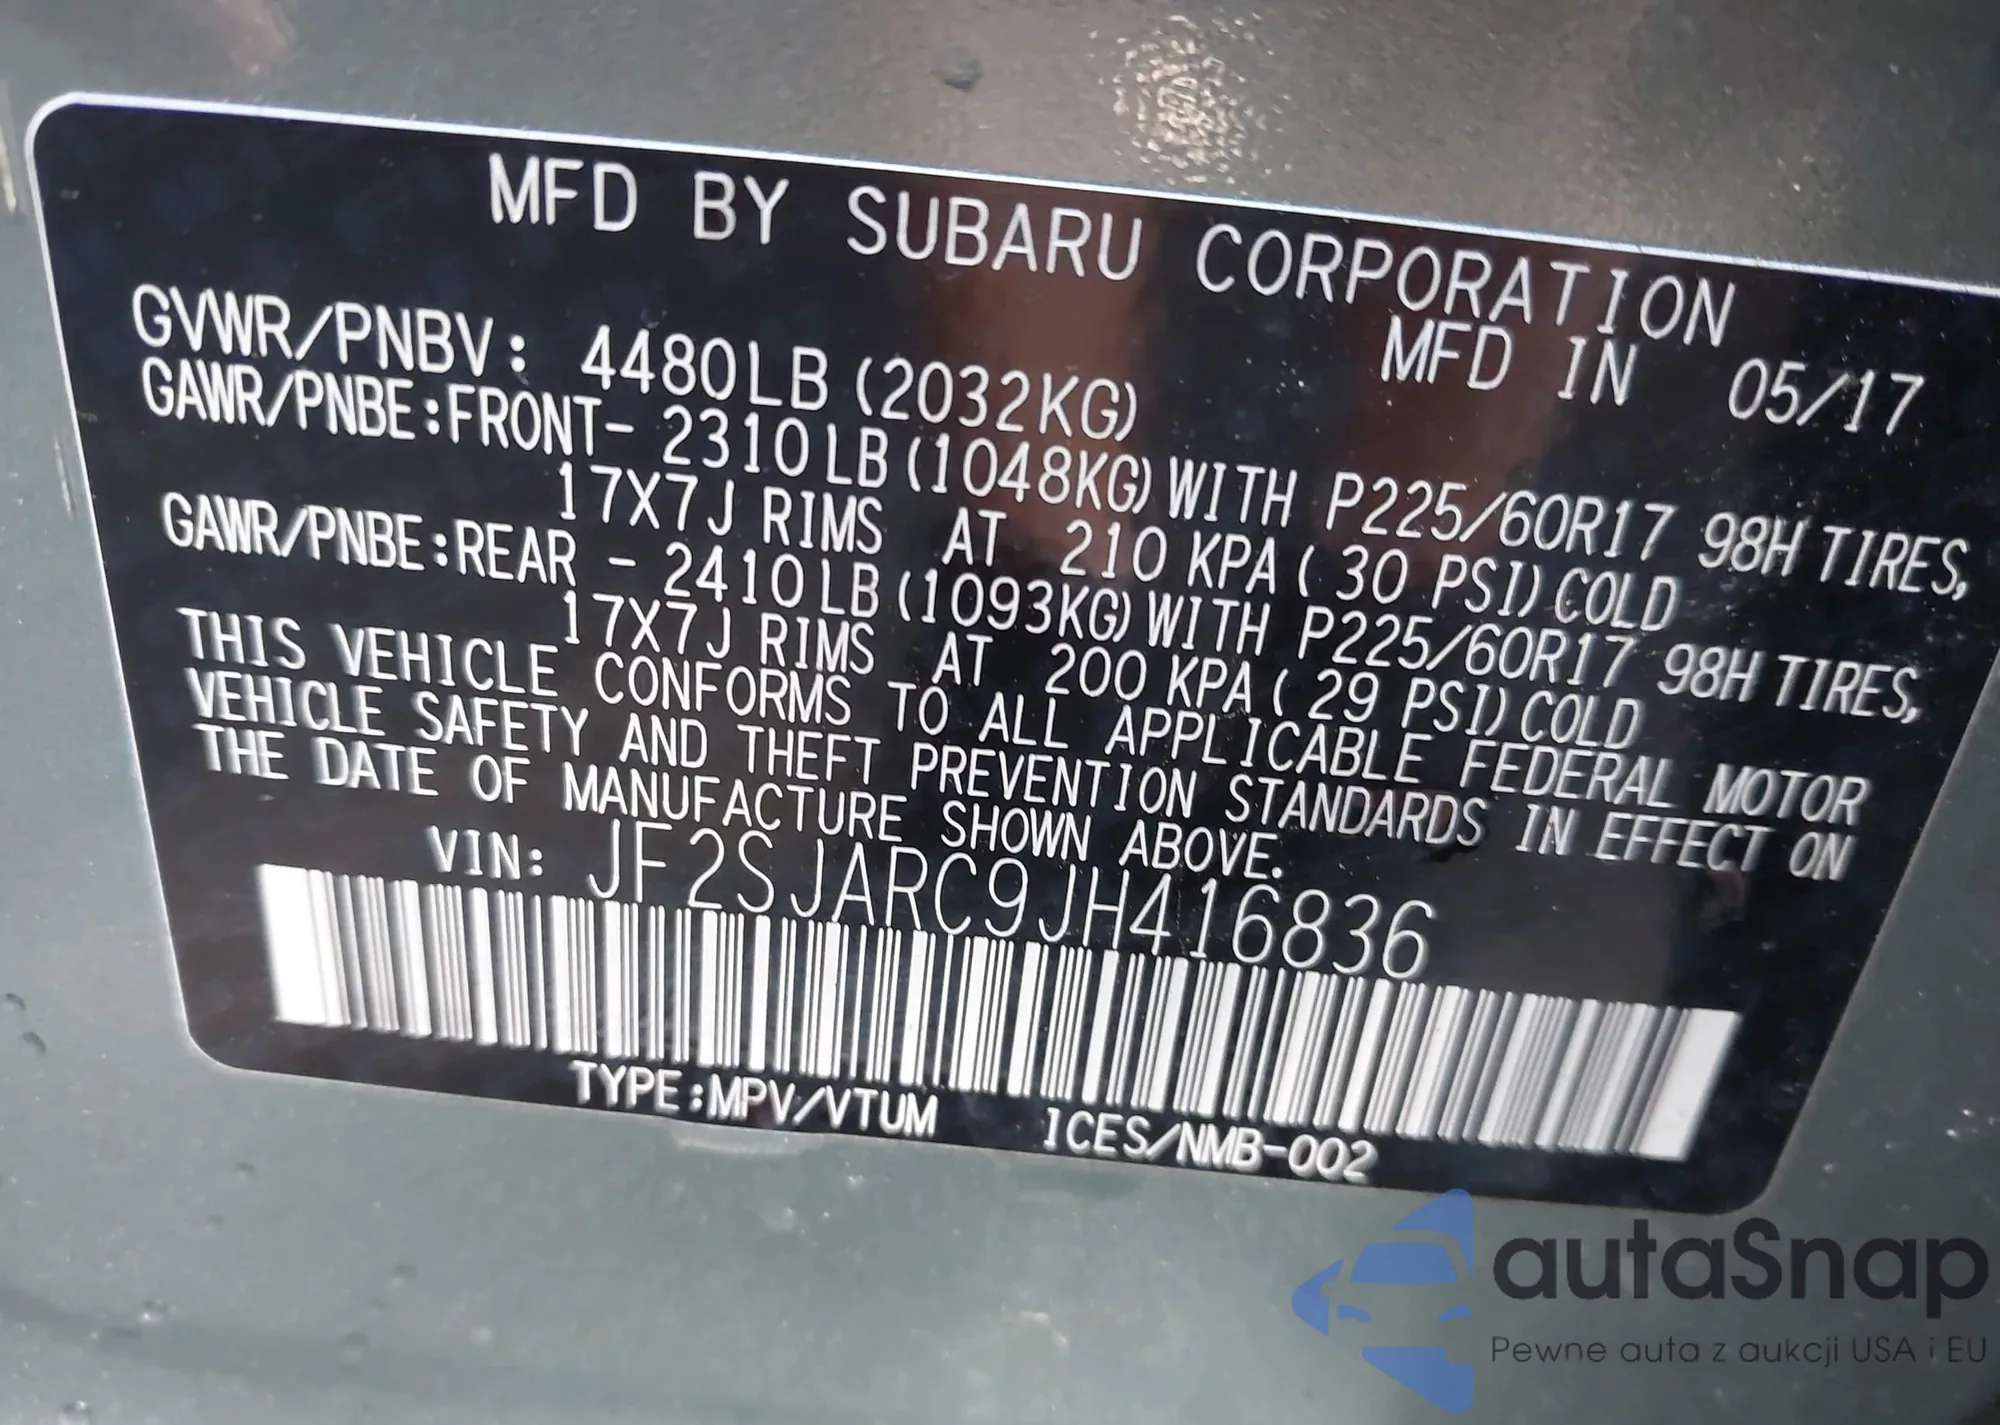 MFD BY SUBARU CORPORATION
GVWR/PNBV: 4480LB (2032KG) MFD IN 05/17
GAWR/PNBE:FRONT- 2310LB (1048KG) WITH P225/60R17 98H TIRES,
17X7J RIMS AT 210 KPA ( 30 PSI) COLD
GAWR/PNBE:REAR - 2410LB (1093KG) WITH P225/60R17 98H TIRES,
17X7J RIMS AT 200 KPA ( 29 PSI) COLD
THIS VEHICLE CONFORMS TO ALL APPLICABLE FEDERAL MOTOR
VEHICLE SAFETY AND THEFT PREVENTION STANDARDS IN EFFECT ON
THE DATE OF MANUFACTURE SHOWN ABOVE.
VIN: JF2SJARC9JH416836
TYPE:MPV/VTUM ICES/NMB-002
autaSnap
Pewne auta z aukcji USA i EU